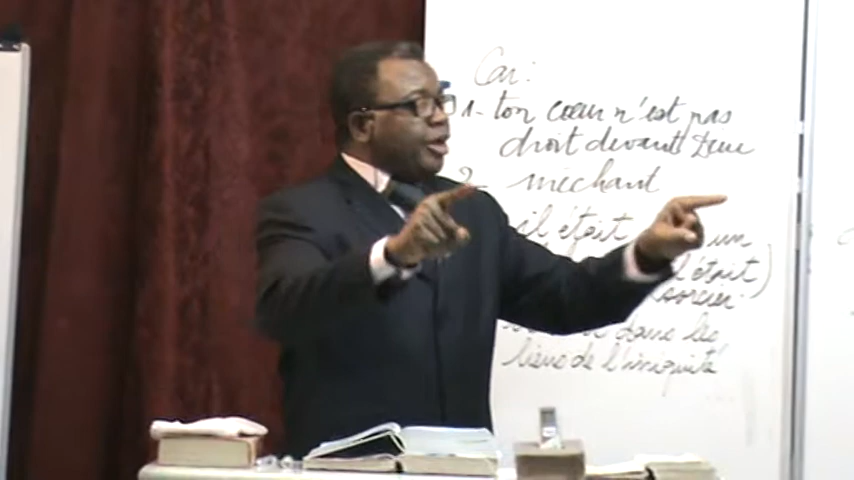 Car:
1- ton cœur n'est pas
droit devant Dieu
2- méchant
il était un
l'était)
sorcier
dans les
liens de l'iniquité